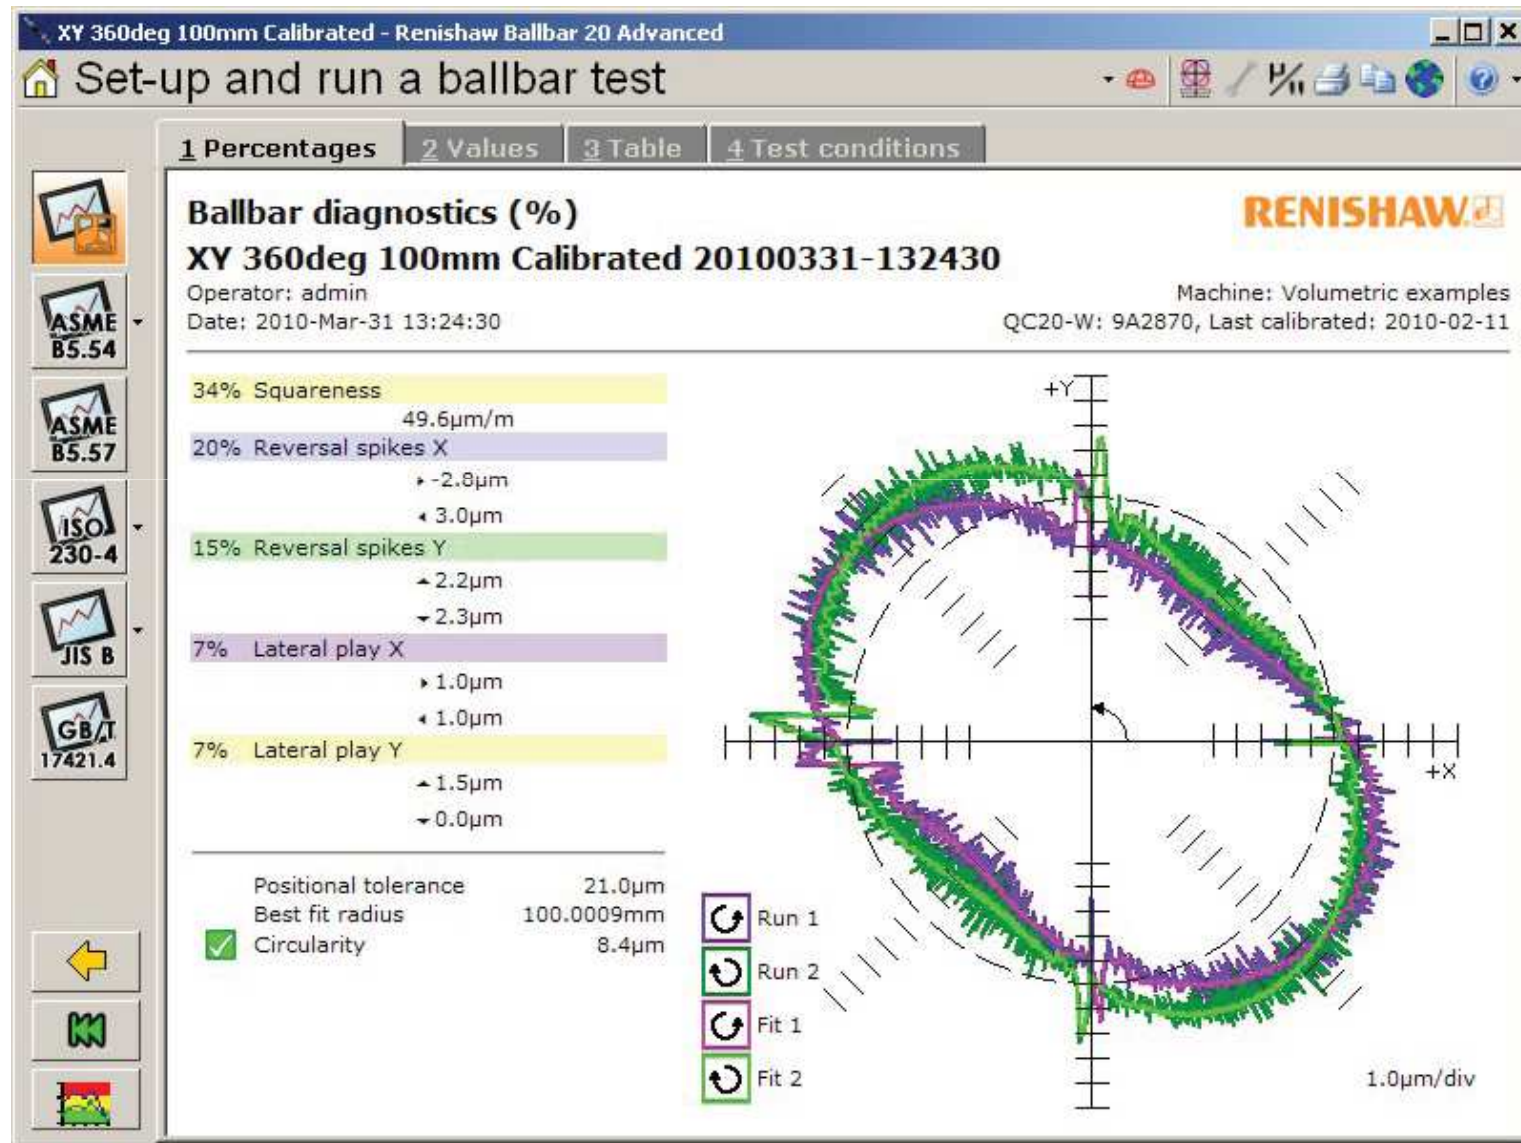 XY 360deg 100mm Calibrated - Renishaw Ballbar 20 Advanced
Set-up and run a ballbar test
1 Percentages 2 Values 3 Table 4 Test conditions
Ballbar diagnostics (%)
RENISHAW
XY 360deg 100mm Calibrated 20100331-132430
Operator: admin
Machine: Volumetric examples
Date: 2010-Mar-31 13:24:30
QC20-W: 9A2870, Last calibrated: 2010-02-11
ASME
B5.54
ASME
B5.57
ISO
230-4
JIS B
GB/T
17421.4
34% Squareness
49.6µm/m
20% Reversal spikes X
-2.8µm
3.0µm
15% Reversal spikes Y
2.2µm
2.3µm
7% Lateral play X
1.0µm
1.0µm
7% Lateral play Y
1.5µm
0.0µm
Positional tolerance 21.0µm
Best fit radius 100.0009mm
Circularity 8.4µm
+Y
+X
Run 1
Run 2
Fit 1
Fit 2
1.0µm/div